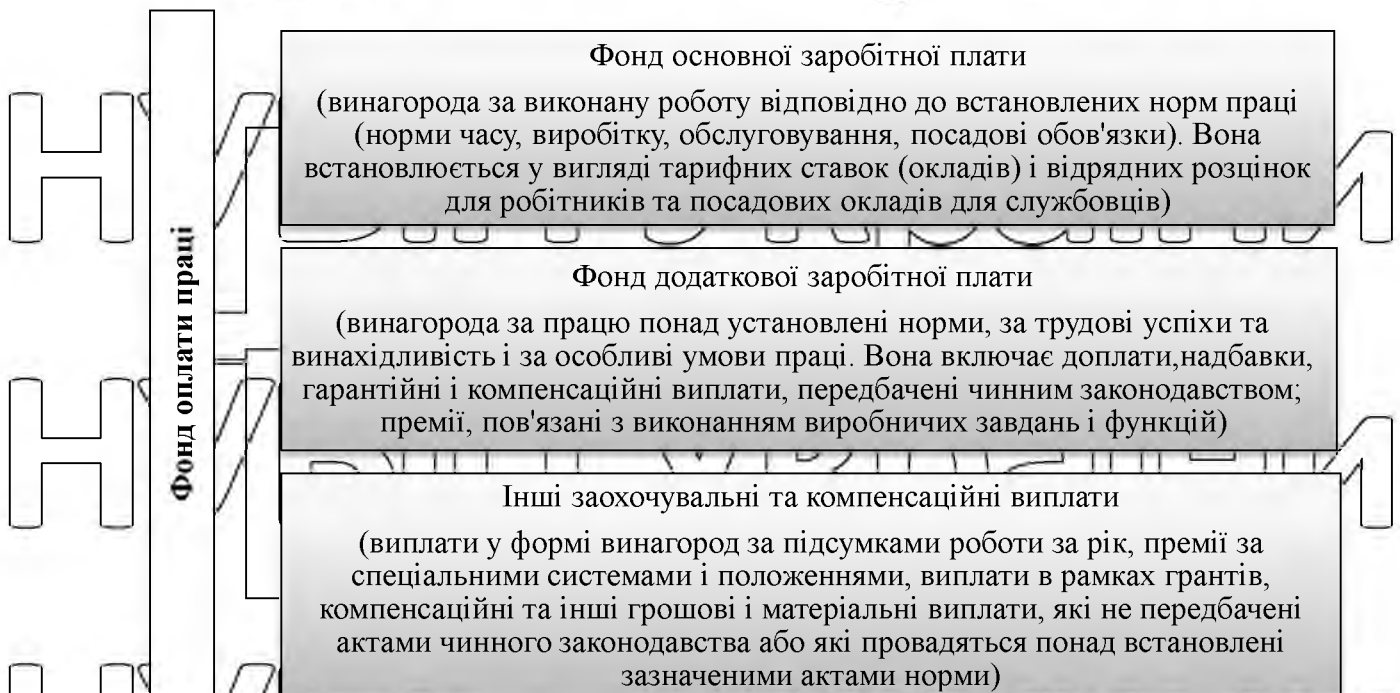 Фонд оплати праці
Фонд основної заробітної плати
(винагорода за виконану роботу відповідно до встановлених норм праці
(норми часу, виробітку, обслуговування, посадові обов'язки). Вона
встановлюється у вигляді тарифних ставок (окладів) і відрядних розцінок
для робітників та посадових окладів для службовців)
Фонд додаткової заробітної плати
(винагорода за працю понад установлені норми, за трудові успіхи та
винахідливість і за особливі умови праці. Вона включає доплати,надбавки,
гарантійні і компенсаційні виплати, передбачені чинним законодавством;
премії, пов'язані з виконанням виробничих завдань і функцій)
Інші заохочувальні та компенсаційні виплати
(виплати у формі винагород за підсумками роботи за рік, премії за
спеціальними системами і положеннями, виплати в рамках грантів,
компенсаційні та інші грошові і матеріальні виплати, які не передбачені
актами чинного законодавства або які провадяться понад встановлені
зазначеними актами норми)